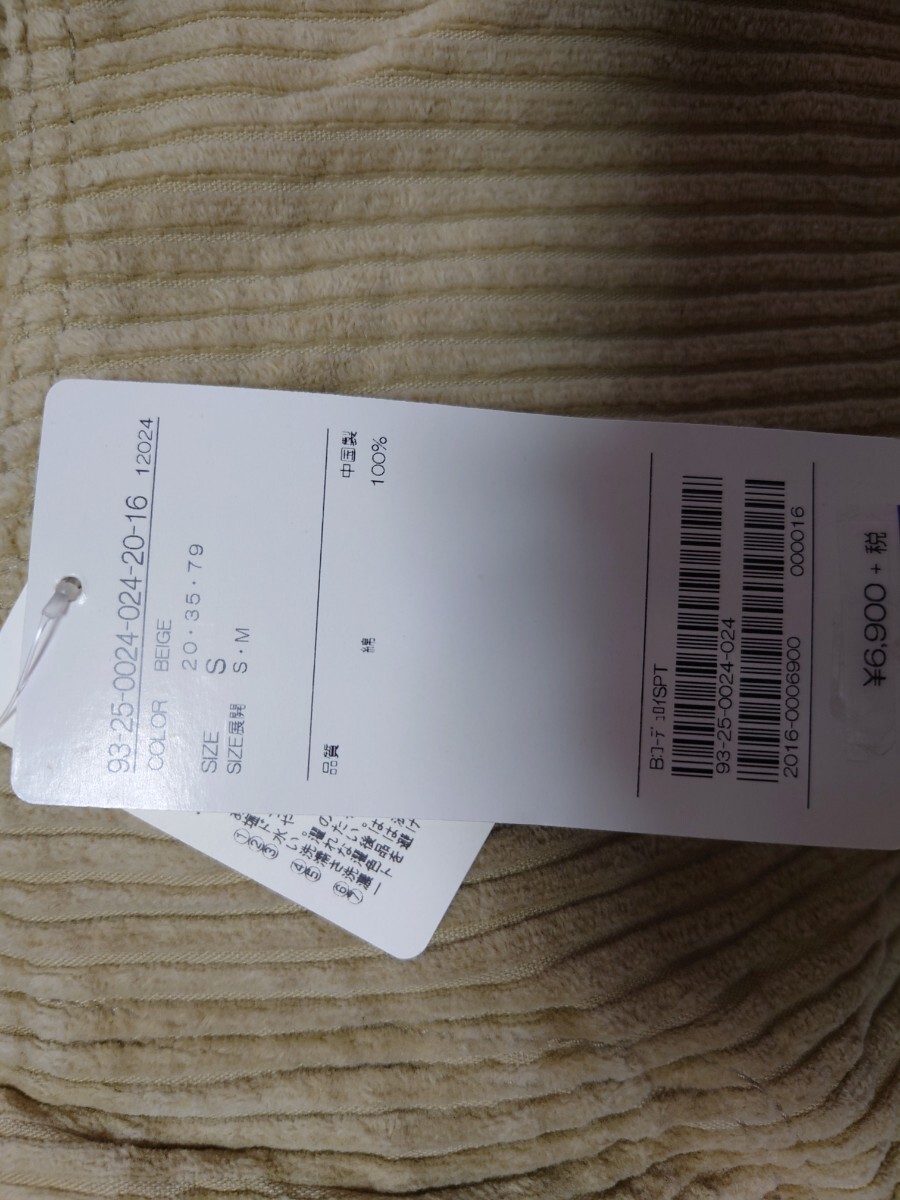 93-25-0024-024-20-16 12024
COLOR BEIGE
20・35・79
SIZE S
SIZE展開 S・M
品質 中国製
綿 100%
B:ｺｰﾃﾞｭﾛｲSPT
93-25-0024-024
2016-0006900 000016
¥6,900 + 税